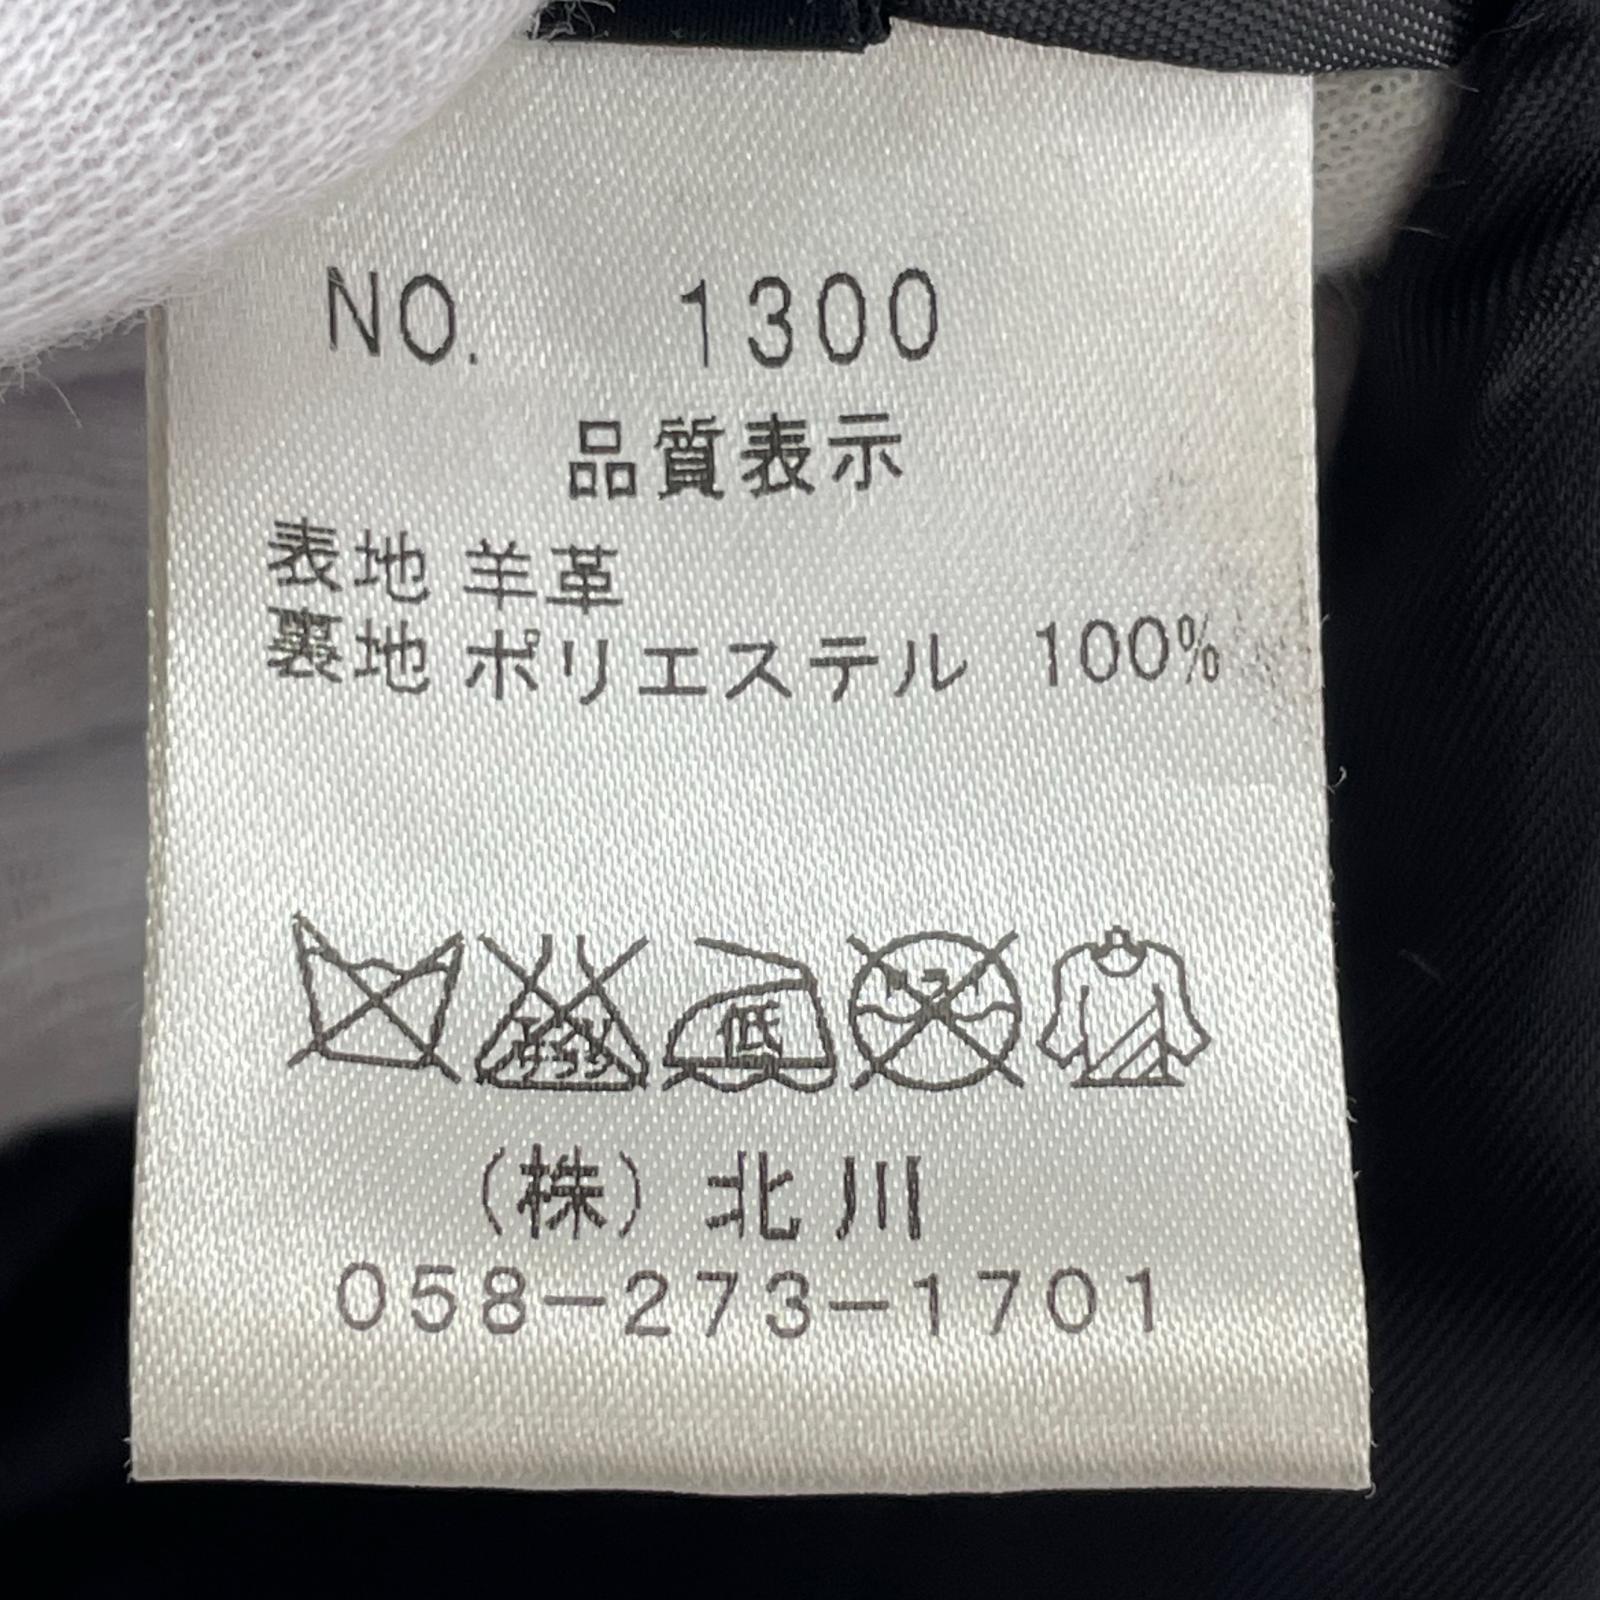 NO. 1300
品質表示
表地 羊革
裏地 ポリエステル 100%
低
(株) 北川
058-273-1701